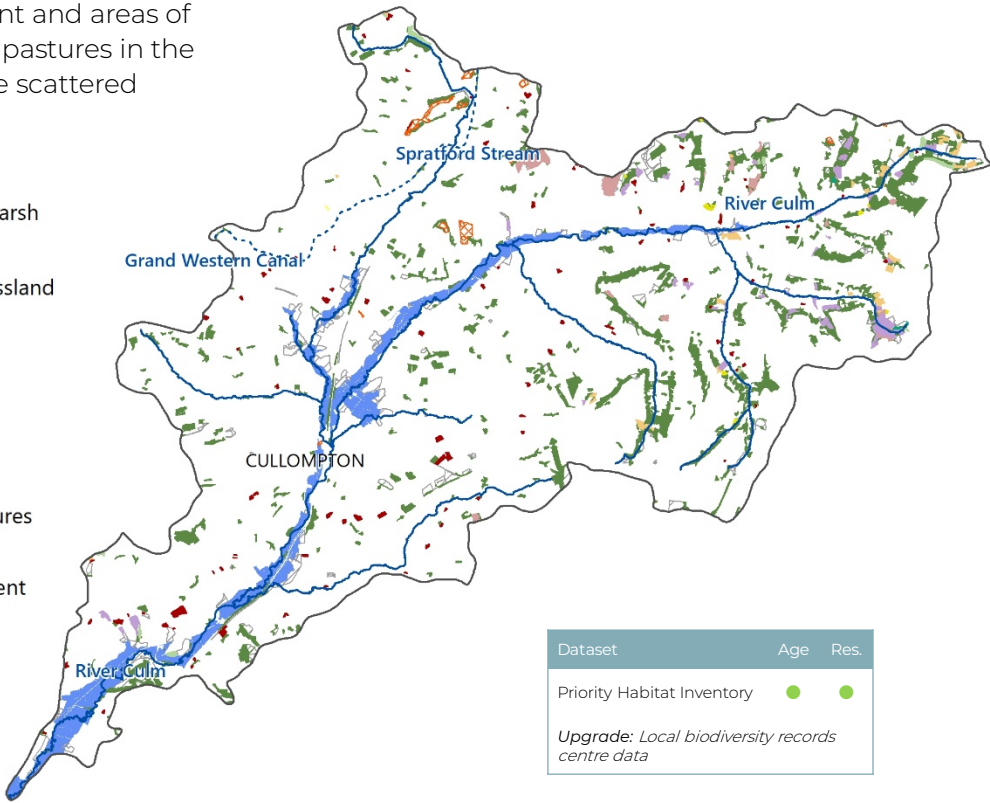 nt and areas of
pastures in the
e scattered
arsh
ssland
ures
ent
Spratford Stream
River Culm
Grand Western Canal
CULLOMPTON
River Culm
Dataset Age Res.
Priority Habitat Inventory
Upgrade: Local biodiversity records
centre data